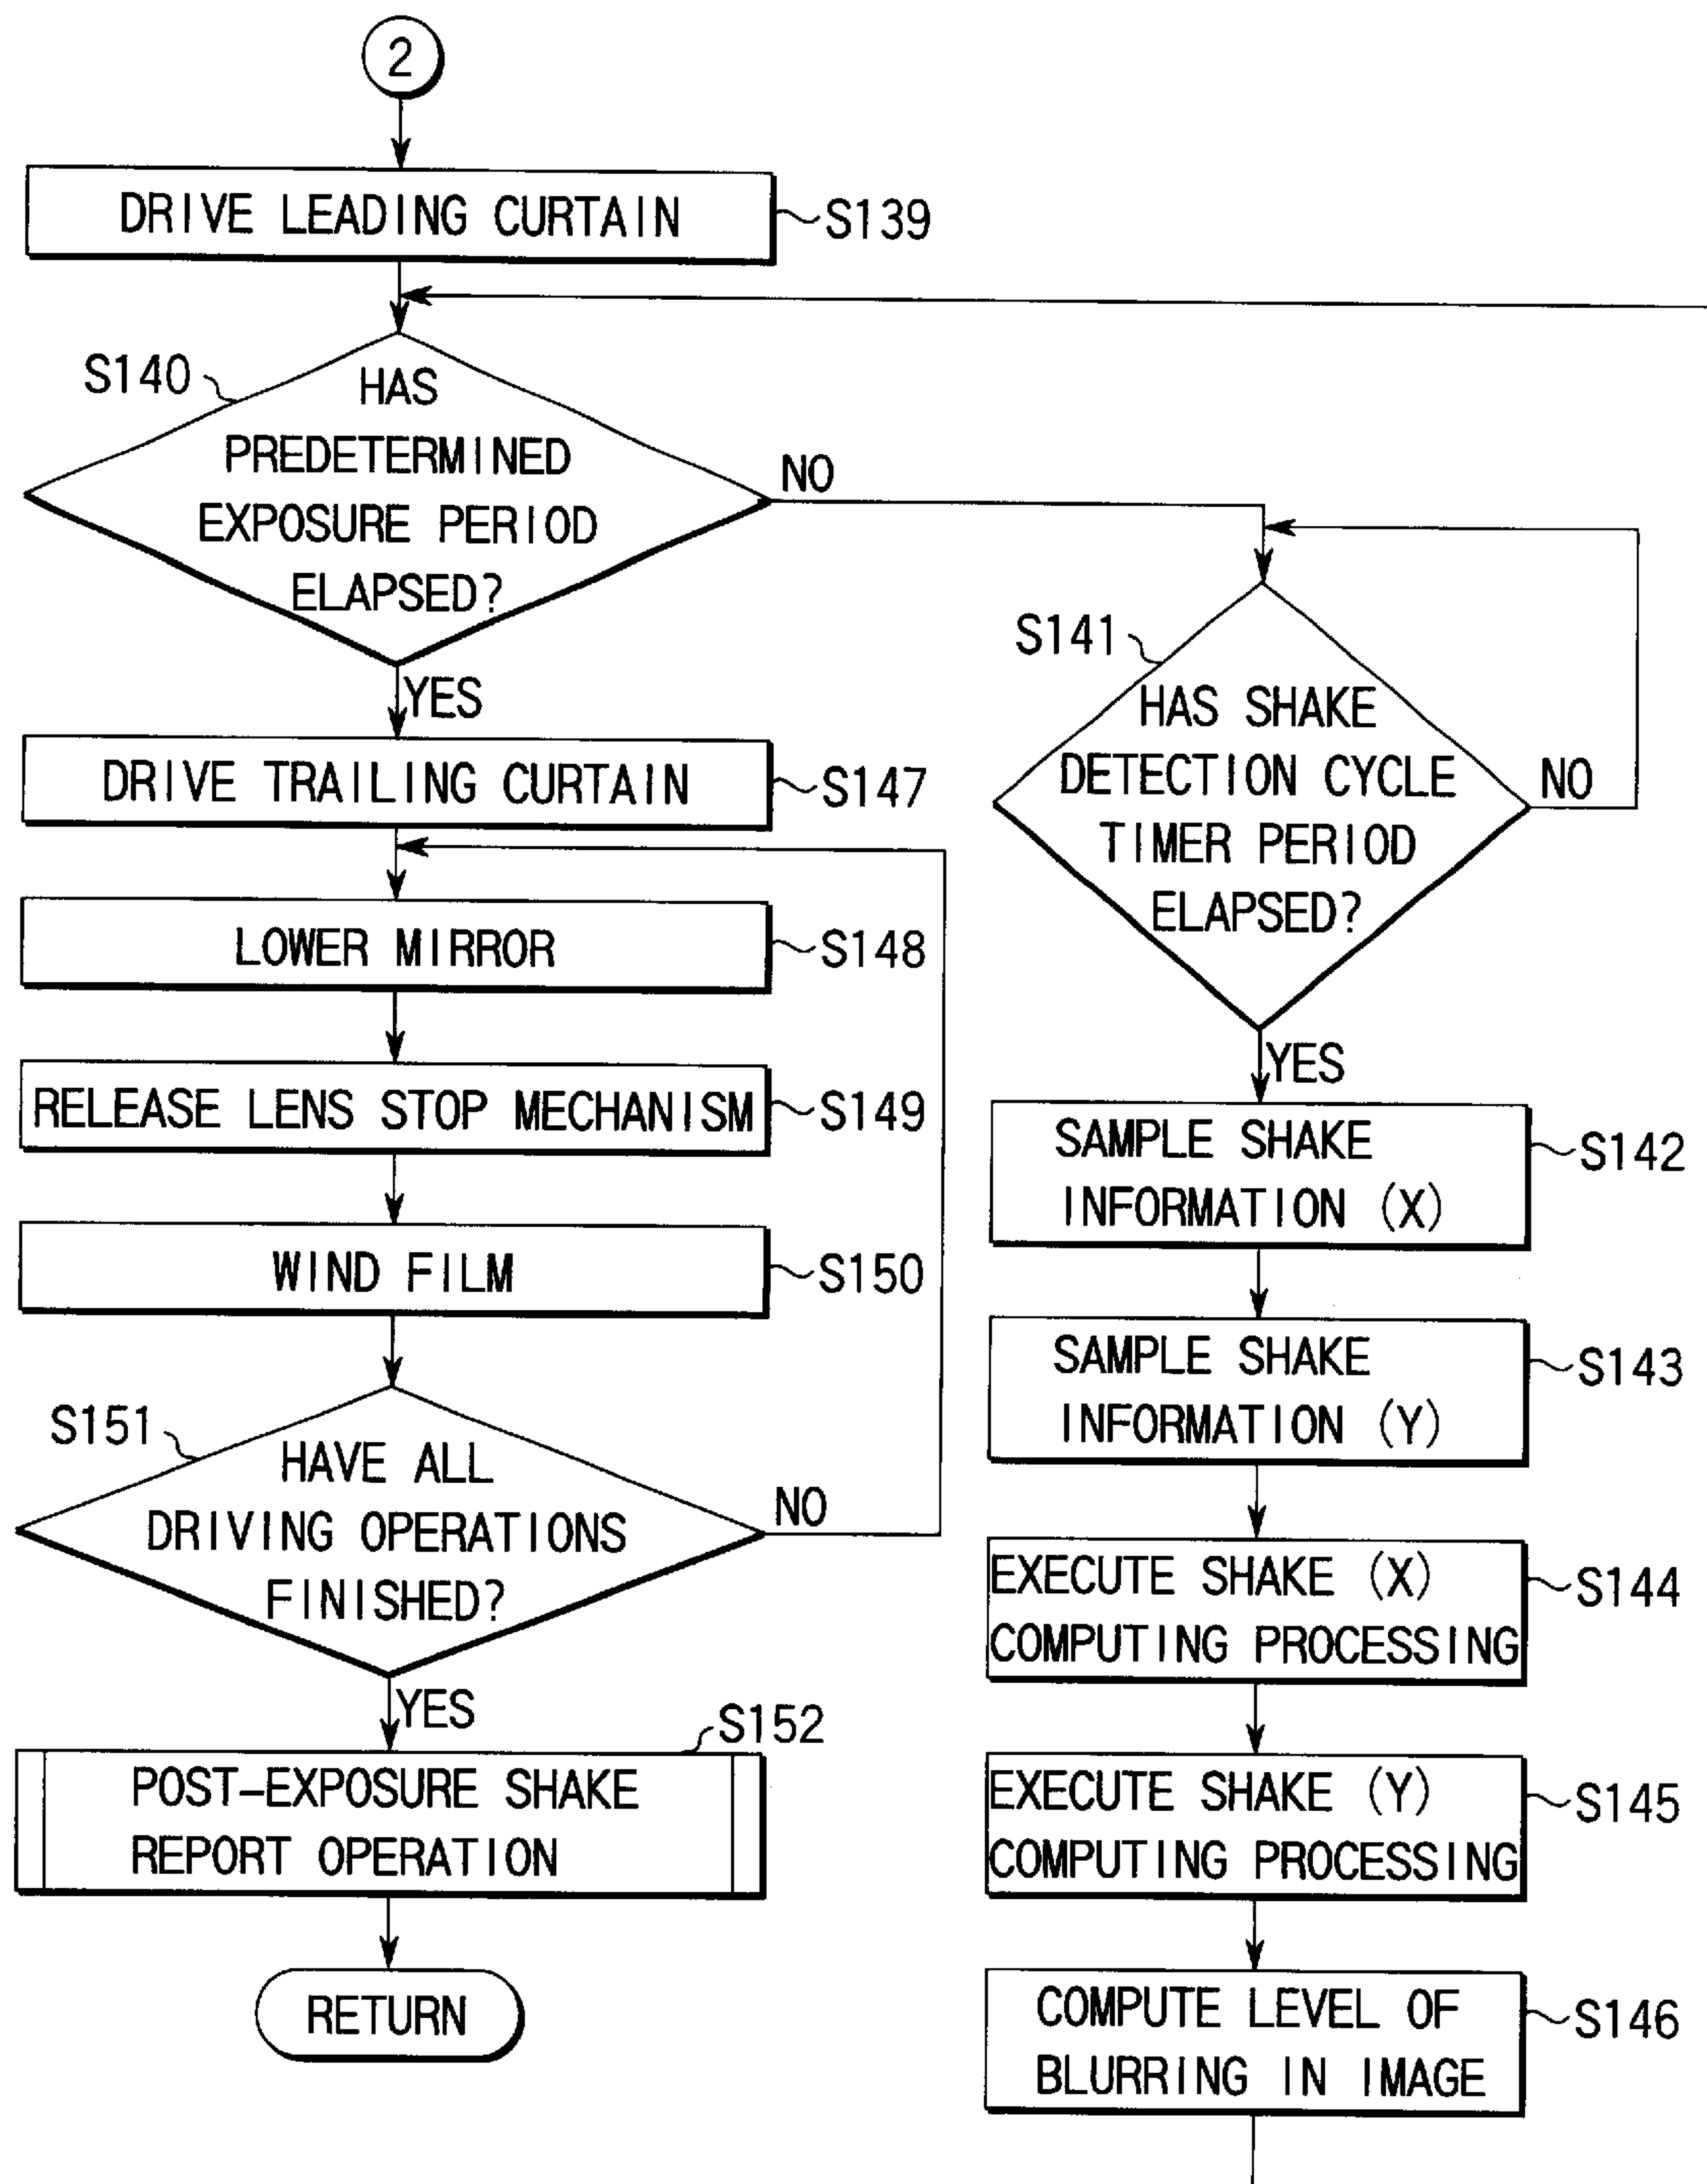 2
DRIVE LEADING CURTAIN
S139
S140
HAS
PREDETERMINED
EXPOSURE PERIOD
ELAPSED?
NO
YES
DRIVE TRAILING CURTAIN
S147
LOWER MIRROR
S148
RELEASE LENS STOP MECHANISM
S149
WIND FILM
S150
S151
HAVE ALL
DRIVING OPERATIONS
FINISHED?
NO
YES
S152
POST-EXPOSURE SHAKE
REPORT OPERATION
RETURN
S141
HAS SHAKE
DETECTION CYCLE
TIMER PERIOD
ELAPSED?
NO
YES
SAMPLE SHAKE
INFORMATION (X)
S142
SAMPLE SHAKE
INFORMATION (Y)
S143
EXECUTE SHAKE (X)
COMPUTING PROCESSING
S144
EXECUTE SHAKE (Y)
COMPUTING PROCESSING
S145
COMPUTE LEVEL OF
BLURRING IN IMAGE
S146